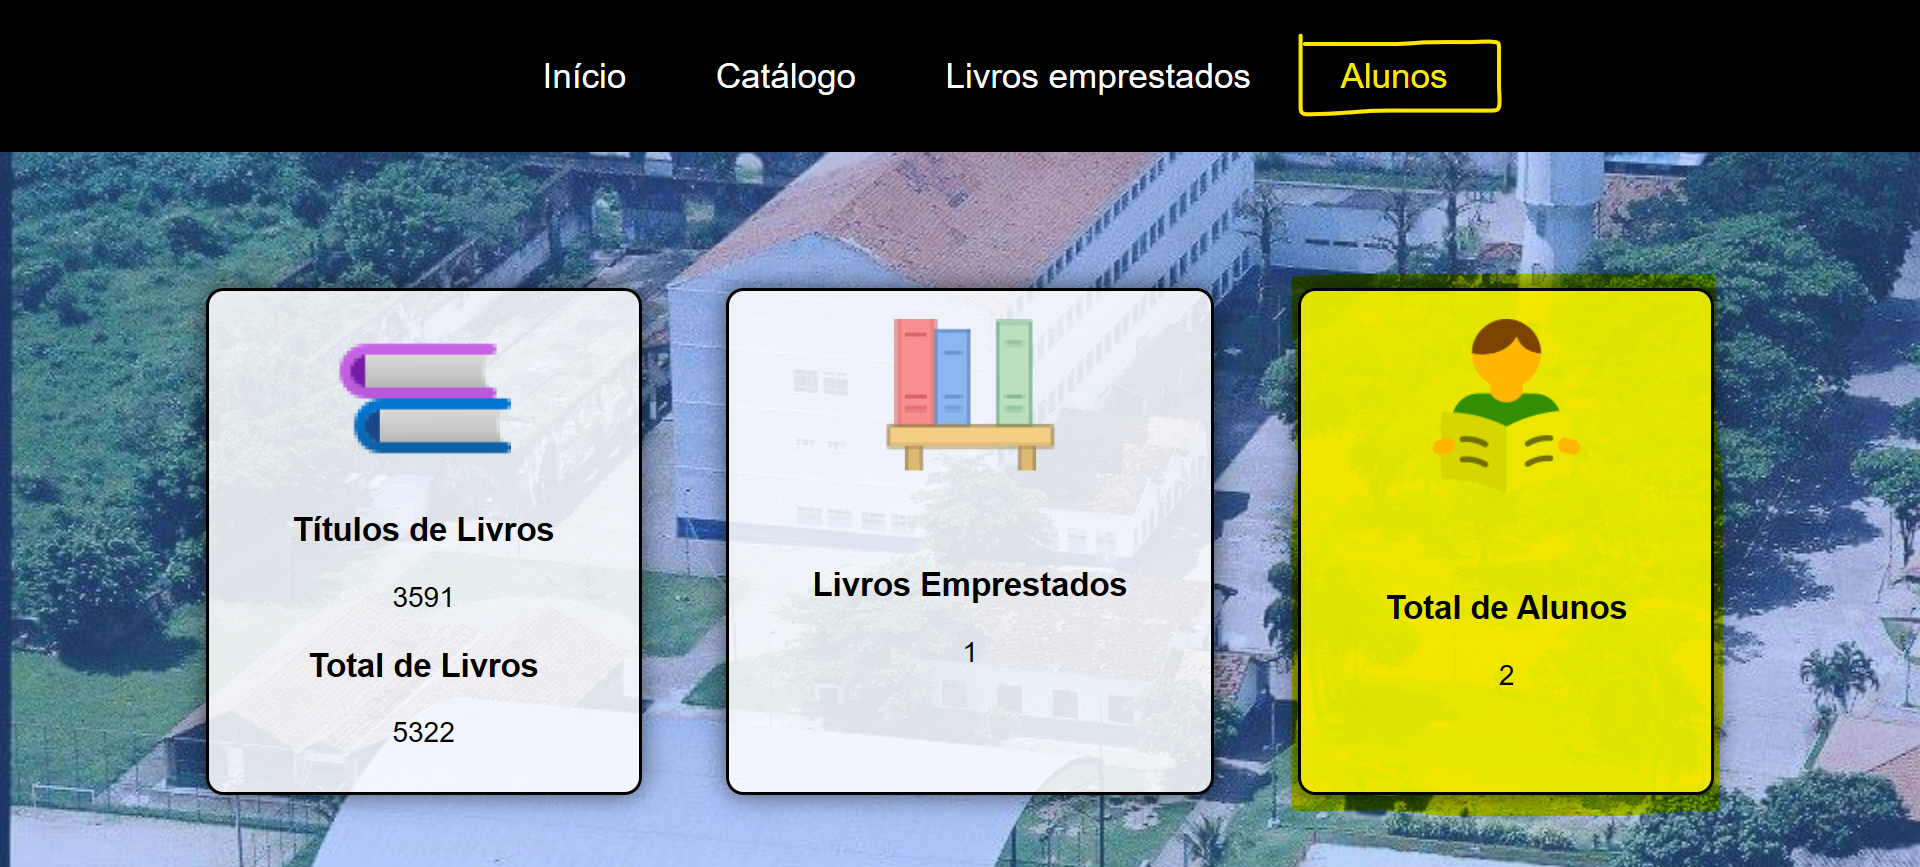 Início
Catálogo
Livros emprestados
Alunos
Títulos de Livros
3591
Total de Livros
5322
Livros Emprestados
1
Total de Alunos
2